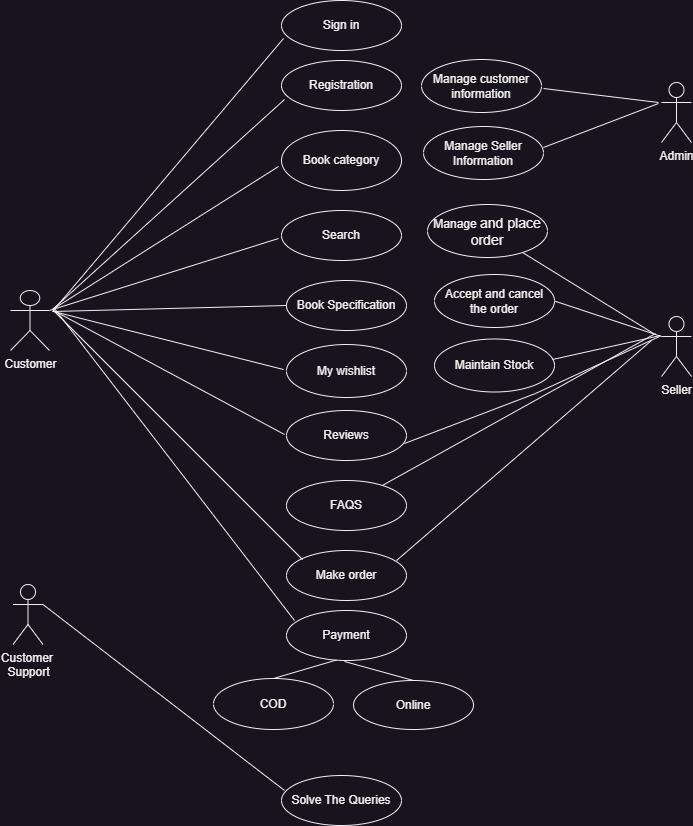 Sign in
Registration
Manage customer
information
Admin
Book category
Manage Seller
Information
Search
Manage and place
order
Book Specification
Accept and cancel
the order
Customer
My wishlist
Maintain Stock
Seller
Reviews
FAQS
Make order
Payment
Customer
Support
COD
Online
Solve The Queries